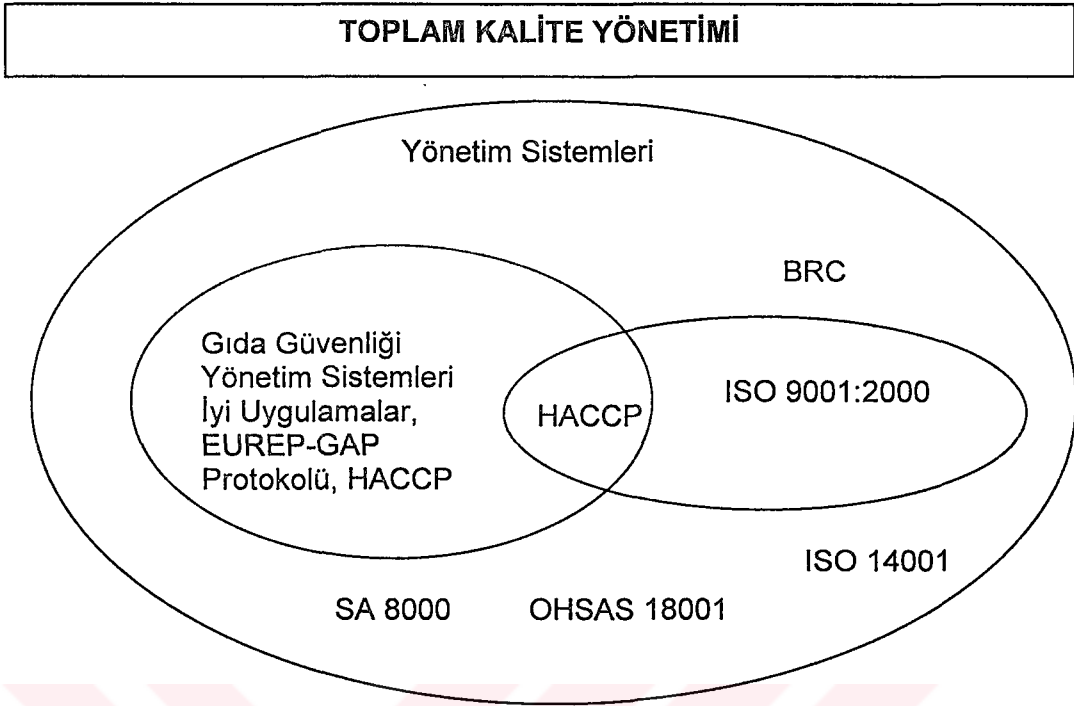 TOPLAM KALİTE YÖNETİMİ
Yönetim Sistemleri
BRC
Gıda Güvenliği
Yönetim Sistemleri
İyi Uygulamalar,
EUREP-GAP
Protokolü, HACCP
HACCP
ISO 9001:2000
ISO 14001
SA 8000
OHSAS 18001